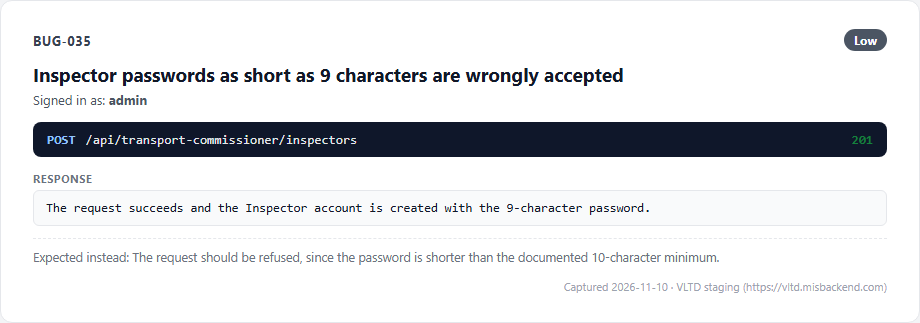 BUG-035
Low
Inspector passwords as short as 9 characters are wrongly accepted
Signed in as: admin
POST /api/transport-commissioner/inspectors 201
RESPONSE
The request succeeds and the Inspector account is created with the 9-character password.
Expected instead: The request should be refused, since the password is shorter than the documented 10-character minimum.
Captured 2026-11-10 · VLTD staging (https://vltd.misbackend.com)